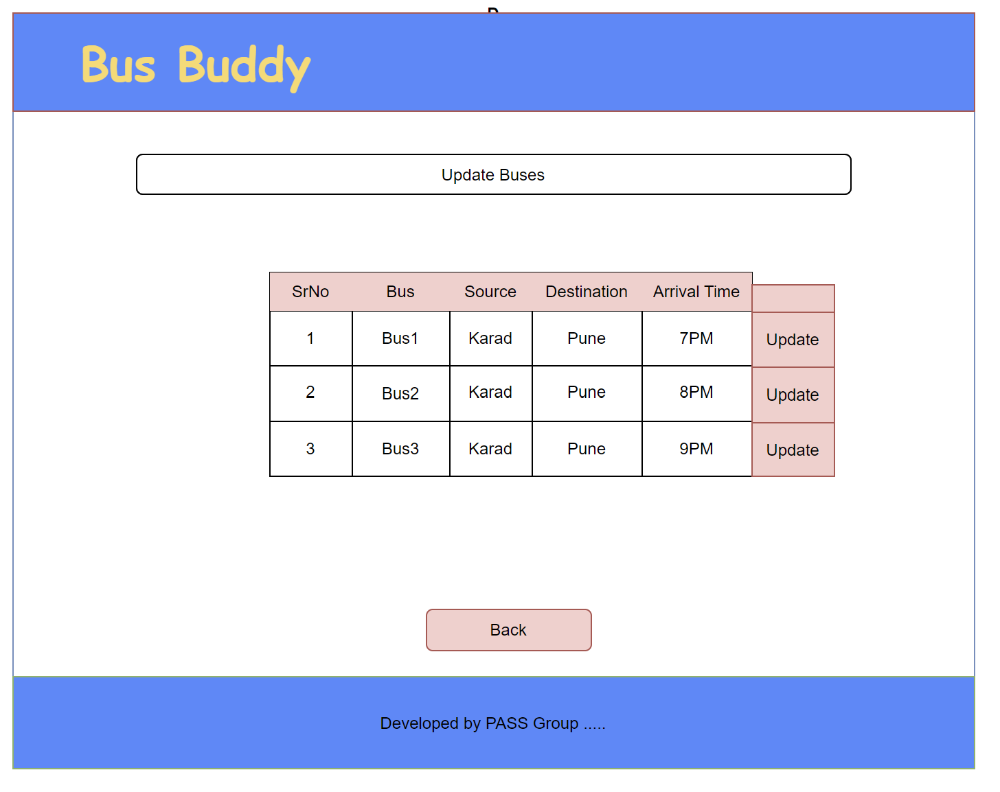 Bus Buddy
Update Buses
SrNo Bus Source Destination Arrival Time
1 Bus1 Karad Pune 7PM Update
2 Bus2 Karad Pune 8PM Update
3 Bus3 Karad Pune 9PM Update
Back
Developed by PASS Group .....